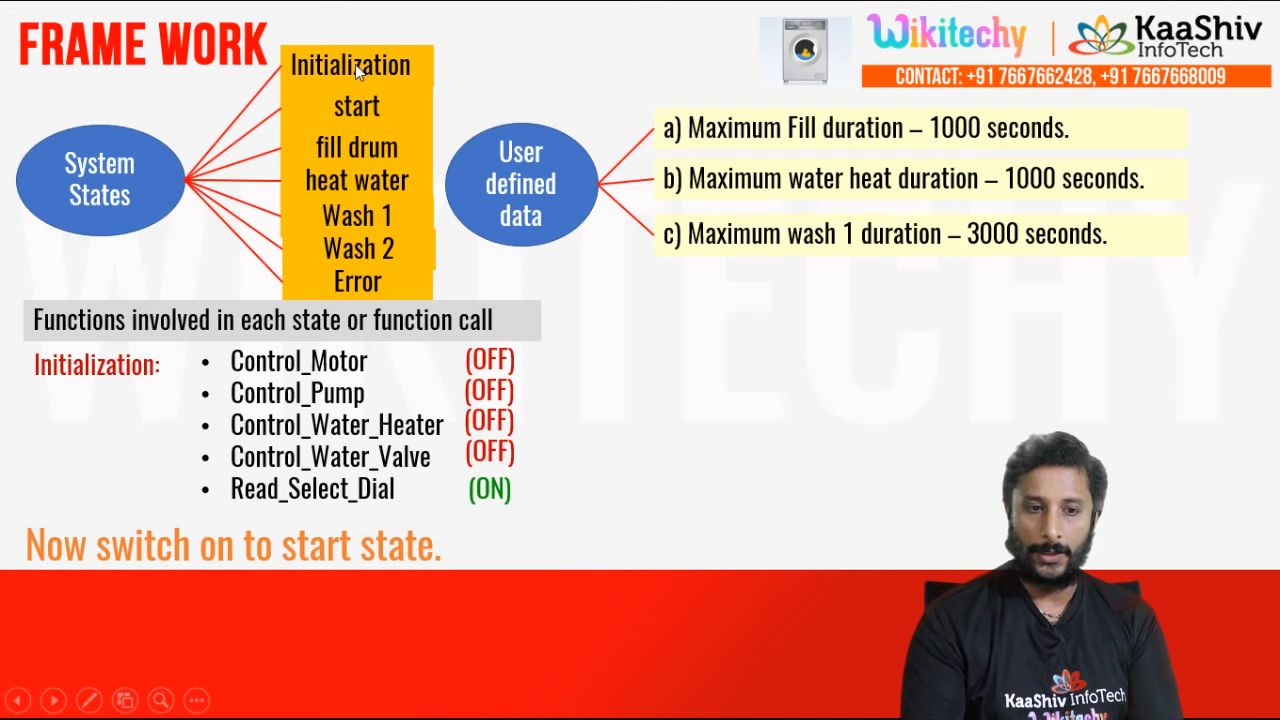 FRAME WORK
Wikitechy
KaaShiv
InfoTech
CONTACT: +91 7667662428, +91 7667668009
System
States
Initialization
start
fill drum
heat water
Wash 1
Wash 2
Error
User
defined
data
a) Maximum Fill duration – 1000 seconds.
b) Maximum water heat duration – 1000 seconds.
c) Maximum wash 1 duration – 3000 seconds.
Functions involved in each state or function call
Initialization:
• Control_Motor (OFF)
• Control_Pump (OFF)
• Control_Water_Heater (OFF)
• Control_Water_Valve (OFF)
• Read_Select_Dial (ON)
Now switch on to start state.
WIKITECHY
KaaShiv InfoTech
Wikitechy